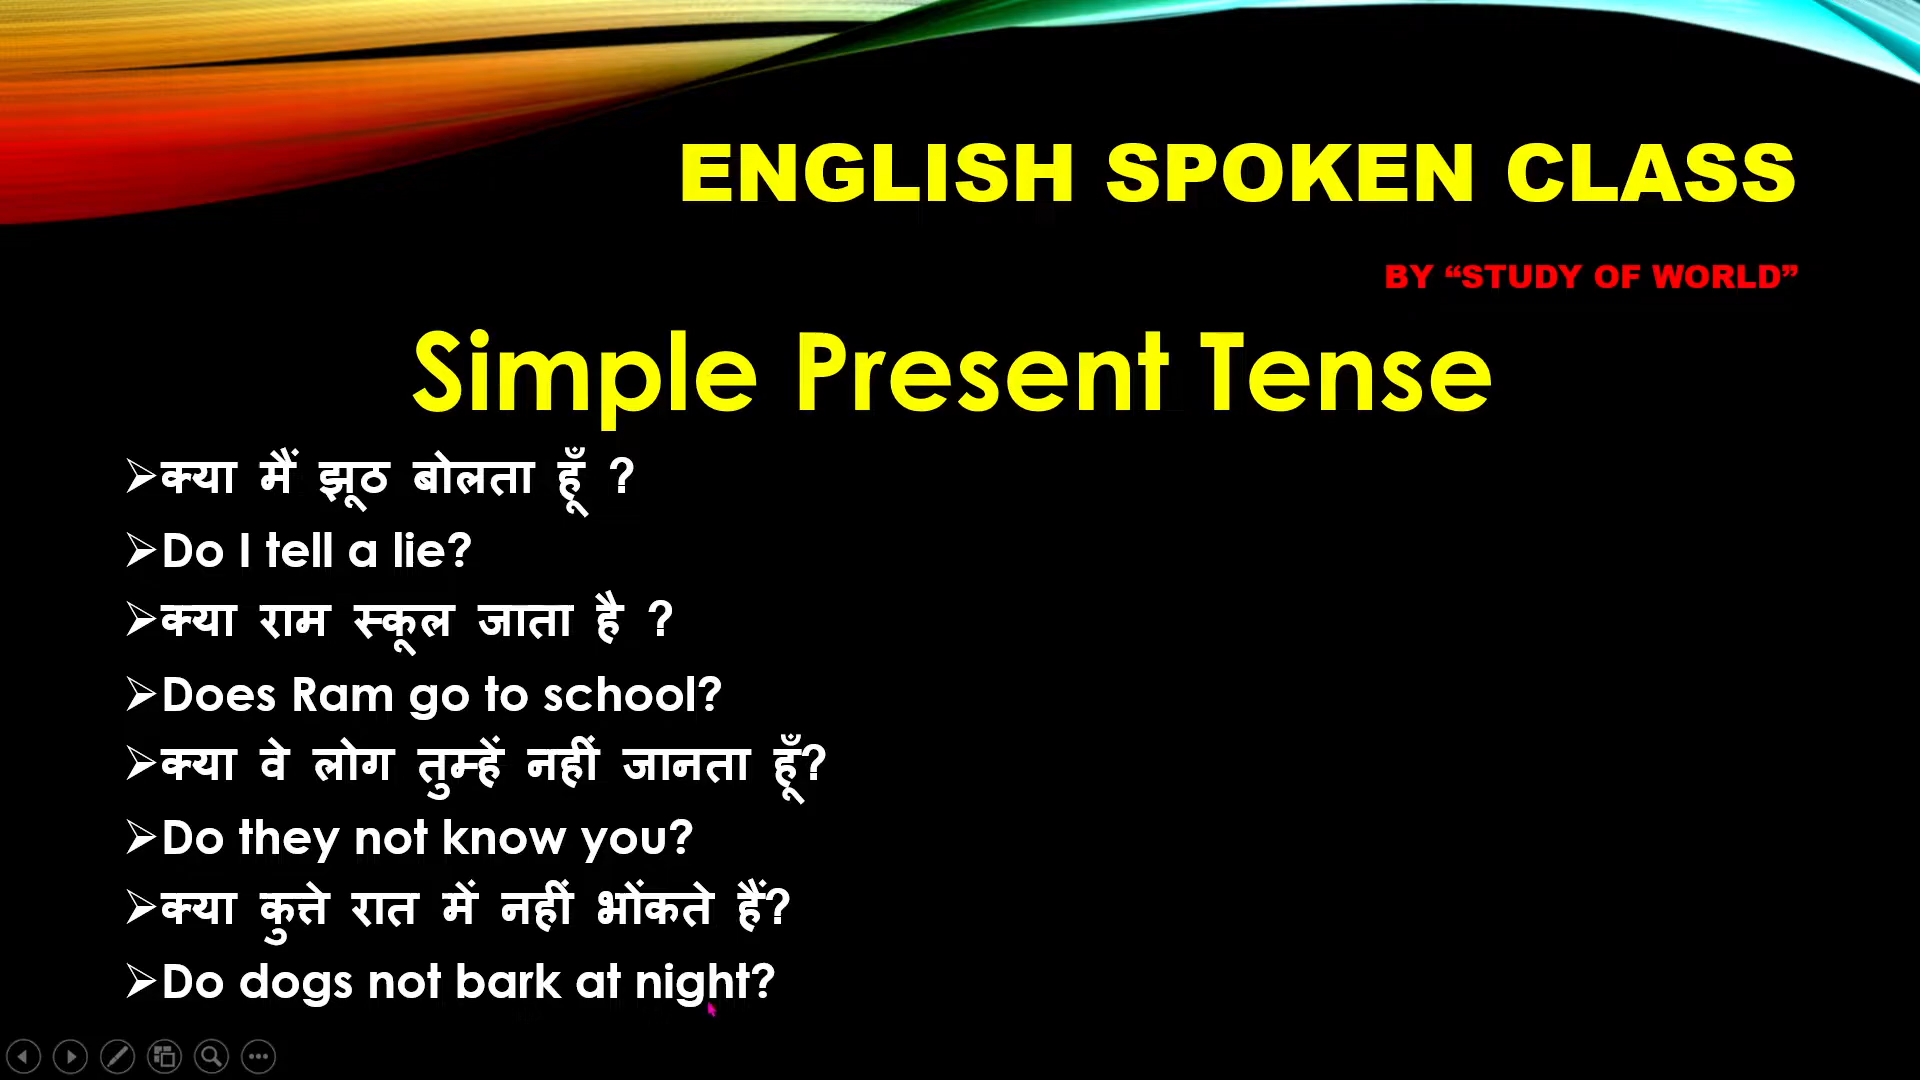 ENGLISH SPOKEN CLASS
BY “STUDY OF WORLD”
Simple Present Tense
➢क्या मैं झूठ बोलता हूँ ?
➢Do I tell a lie?
➢क्या राम स्कूल जाता है ?
➢Does Ram go to school?
➢क्या वे लोग तुम्हें नहीं जानता हूँ?
➢Do they not know you?
➢क्या कुत्ते रात में नहीं भोंकते हैं?
➢Do dogs not bark at night?